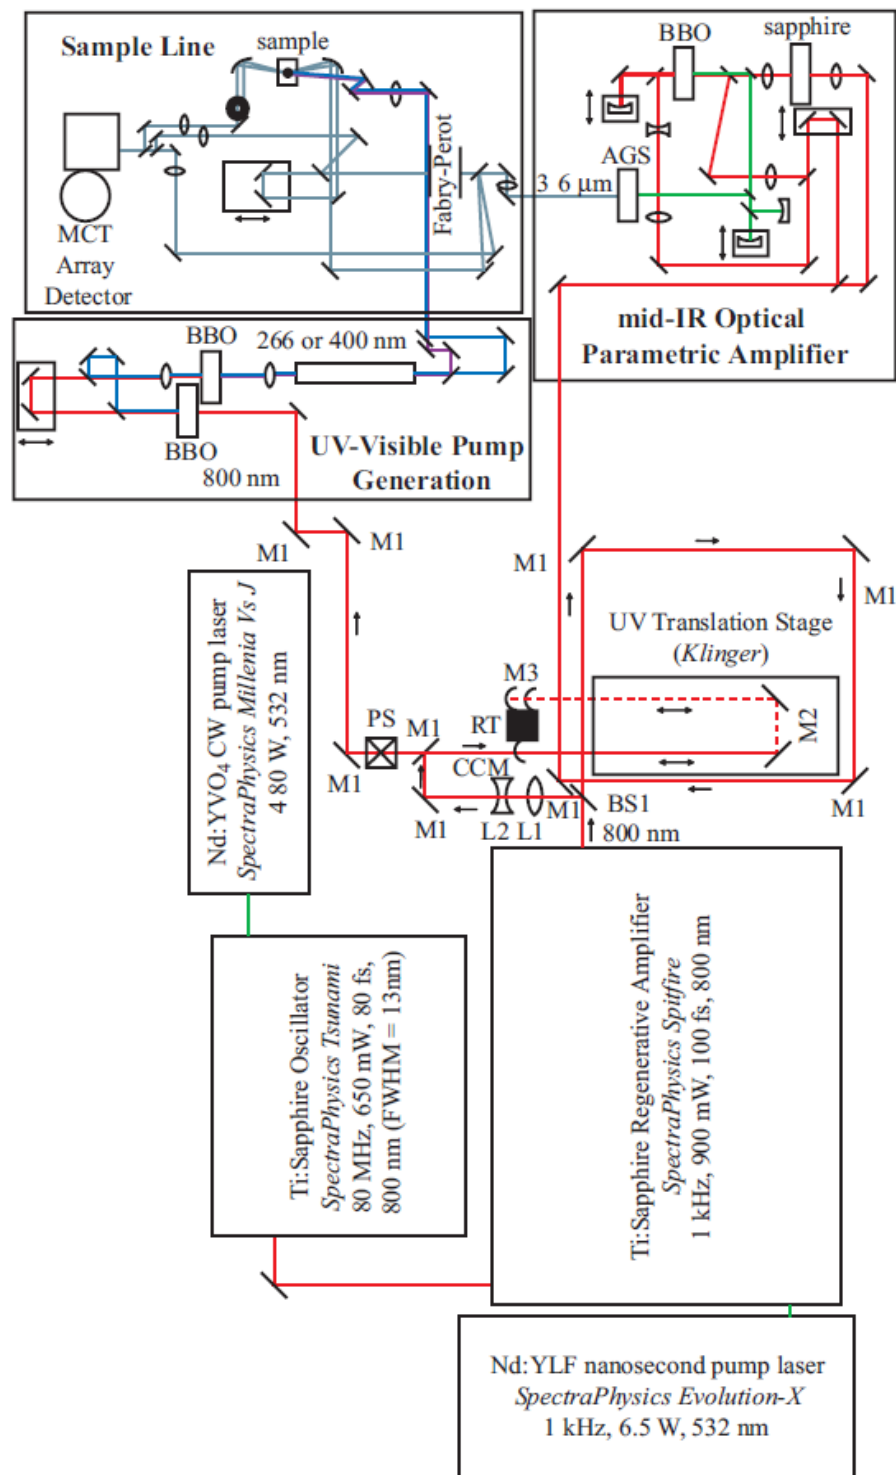 Sample Line
sample
MCT
Array
Detector
Fabry-Perot
BBO
sapphire
AGS
3 6 μm
mid-IR Optical
Parametric Amplifier
BBO
266 or 400 nm
BBO
800 nm
UV-Visible Pump
Generation
M1
M1
M1
M1
UV Translation Stage
(Klinger)
M3
PS
M1
RT
M2
M1
CCM
M1
M1
BS1
M1
L2
L1
800 nm
Nd:YVO4 CW pump laser
SpectraPhysics Millenia Vs J
4 80 W, 532 nm
Ti:Sapphire Oscillator
SpectraPhysics Tsunami
80 MHz, 650 mW, 80 fs,
800 nm (FWHM = 13nm)
Ti:Sapphire Regenerative Amplifier
SpectraPhysics Spitfire
1 kHz, 900 mW, 100 fs, 800 nm
Nd:YLF nanosecond pump laser
SpectraPhysics Evolution-X
1 kHz, 6.5 W, 532 nm